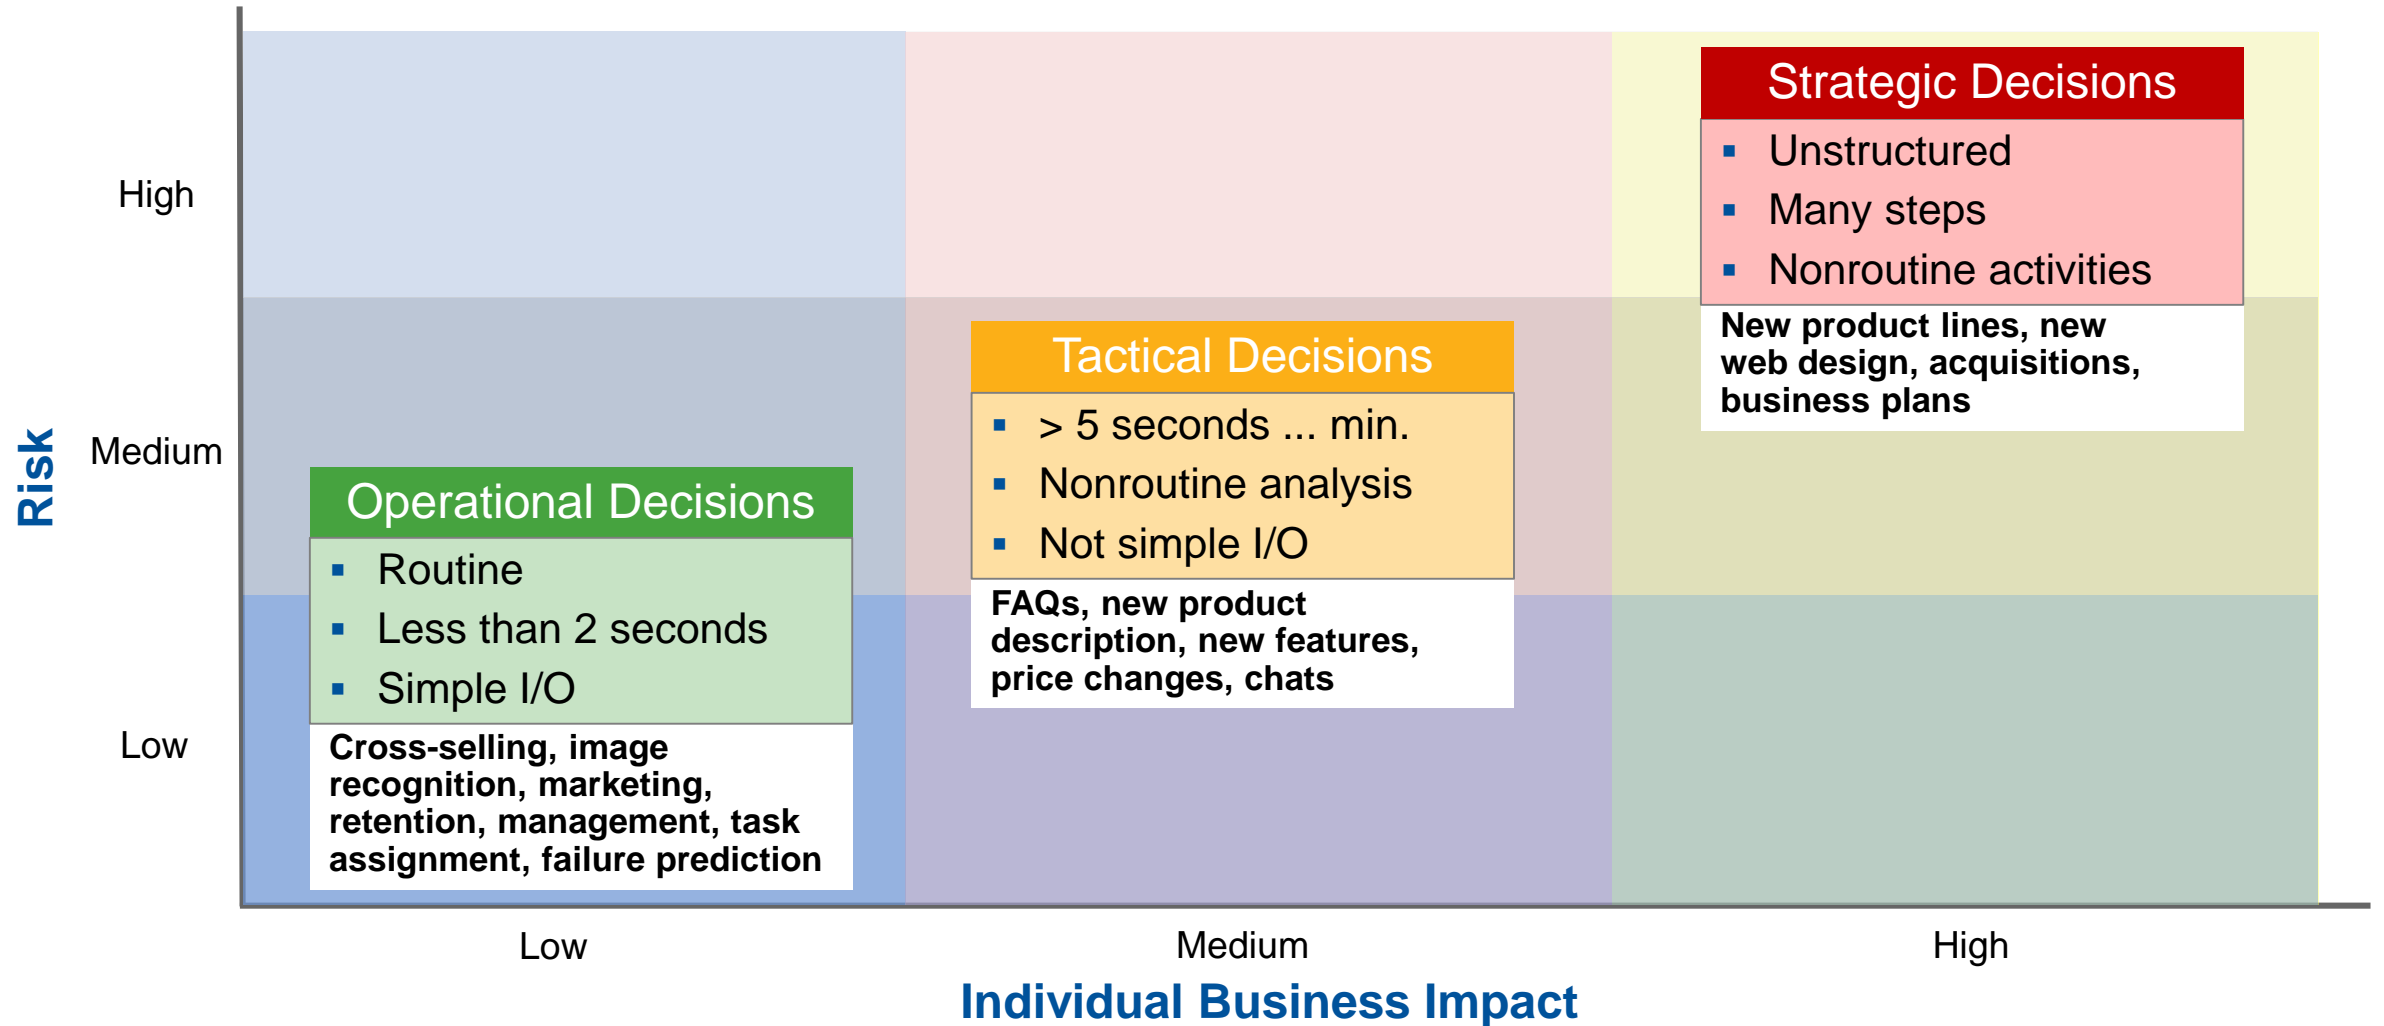 Risk
High
Medium
Low
Operational Decisions
▪ Routine
▪ Less than 2 seconds
▪ Simple I/O
Cross-selling, image
recognition, marketing,
retention, management, task
assignment, failure prediction
Tactical Decisions
▪ > 5 seconds ... min.
▪ Nonroutine analysis
▪ Not simple I/O
FAQs, new product
description, new features,
price changes, chats
Strategic Decisions
▪ Unstructured
▪ Many steps
▪ Nonroutine activities
New product lines, new
web design, acquisitions,
business plans
Low
Medium
High
Individual Business Impact